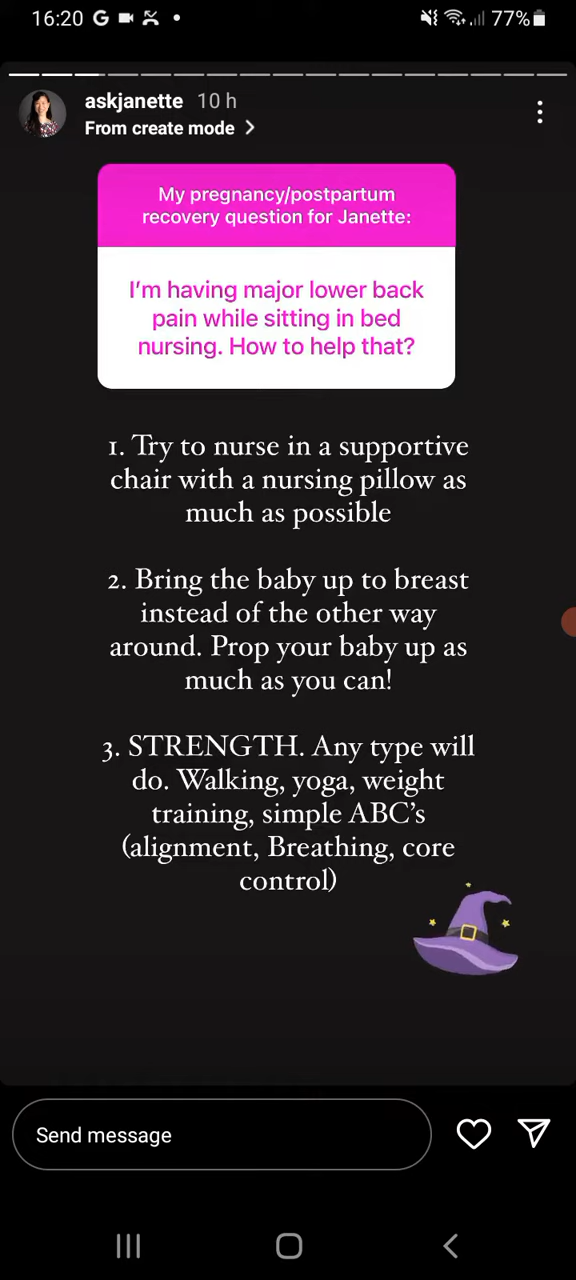 16:20 G
77%
askjanette 10 h
From create mode
My pregnancy/postpartum
recovery question for Janette:
I'm having major lower back
pain while sitting in bed
nursing. How to help that?
1. Try to nurse in a supportive
chair with a nursing pillow as
much as possible
2. Bring the baby up to breast
instead of the other way
around. Prop your baby up as
much as you can!
3. STRENGTH. Any type will
do. Walking, yoga, weight
training, simple ABC's
(alignment, Breathing, core
control)
Send message